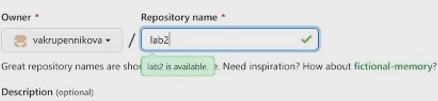 Owner * Repository name *
vakrupennikova / lab2
Great repository names are shor lab2 is available. e. Need inspiration? How about fictional-memory?
Description (optional)